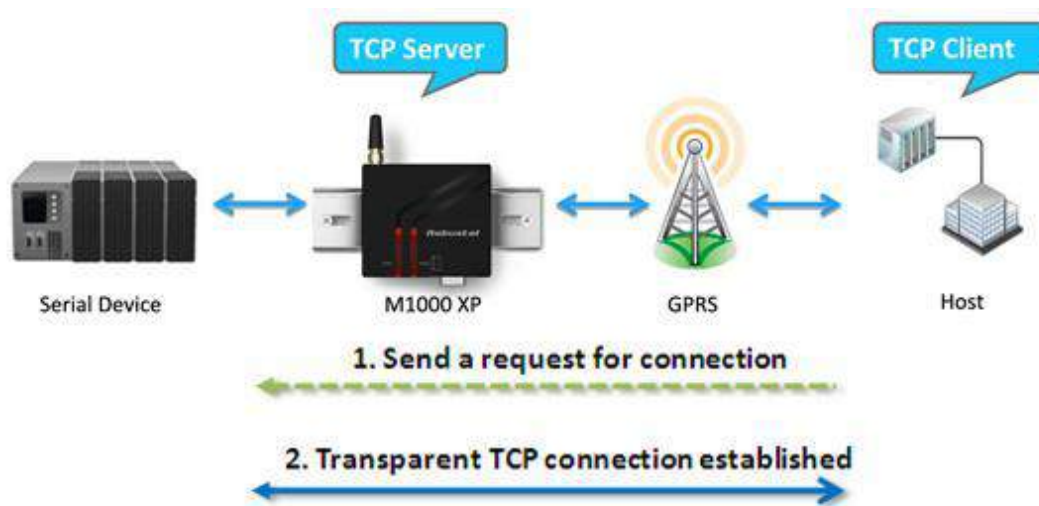 TCP Server
TCP Client
Robustel
Serial Device
M1000 XP
GPRS
Host
1. Send a request for connection
2. Transparent TCP connection established